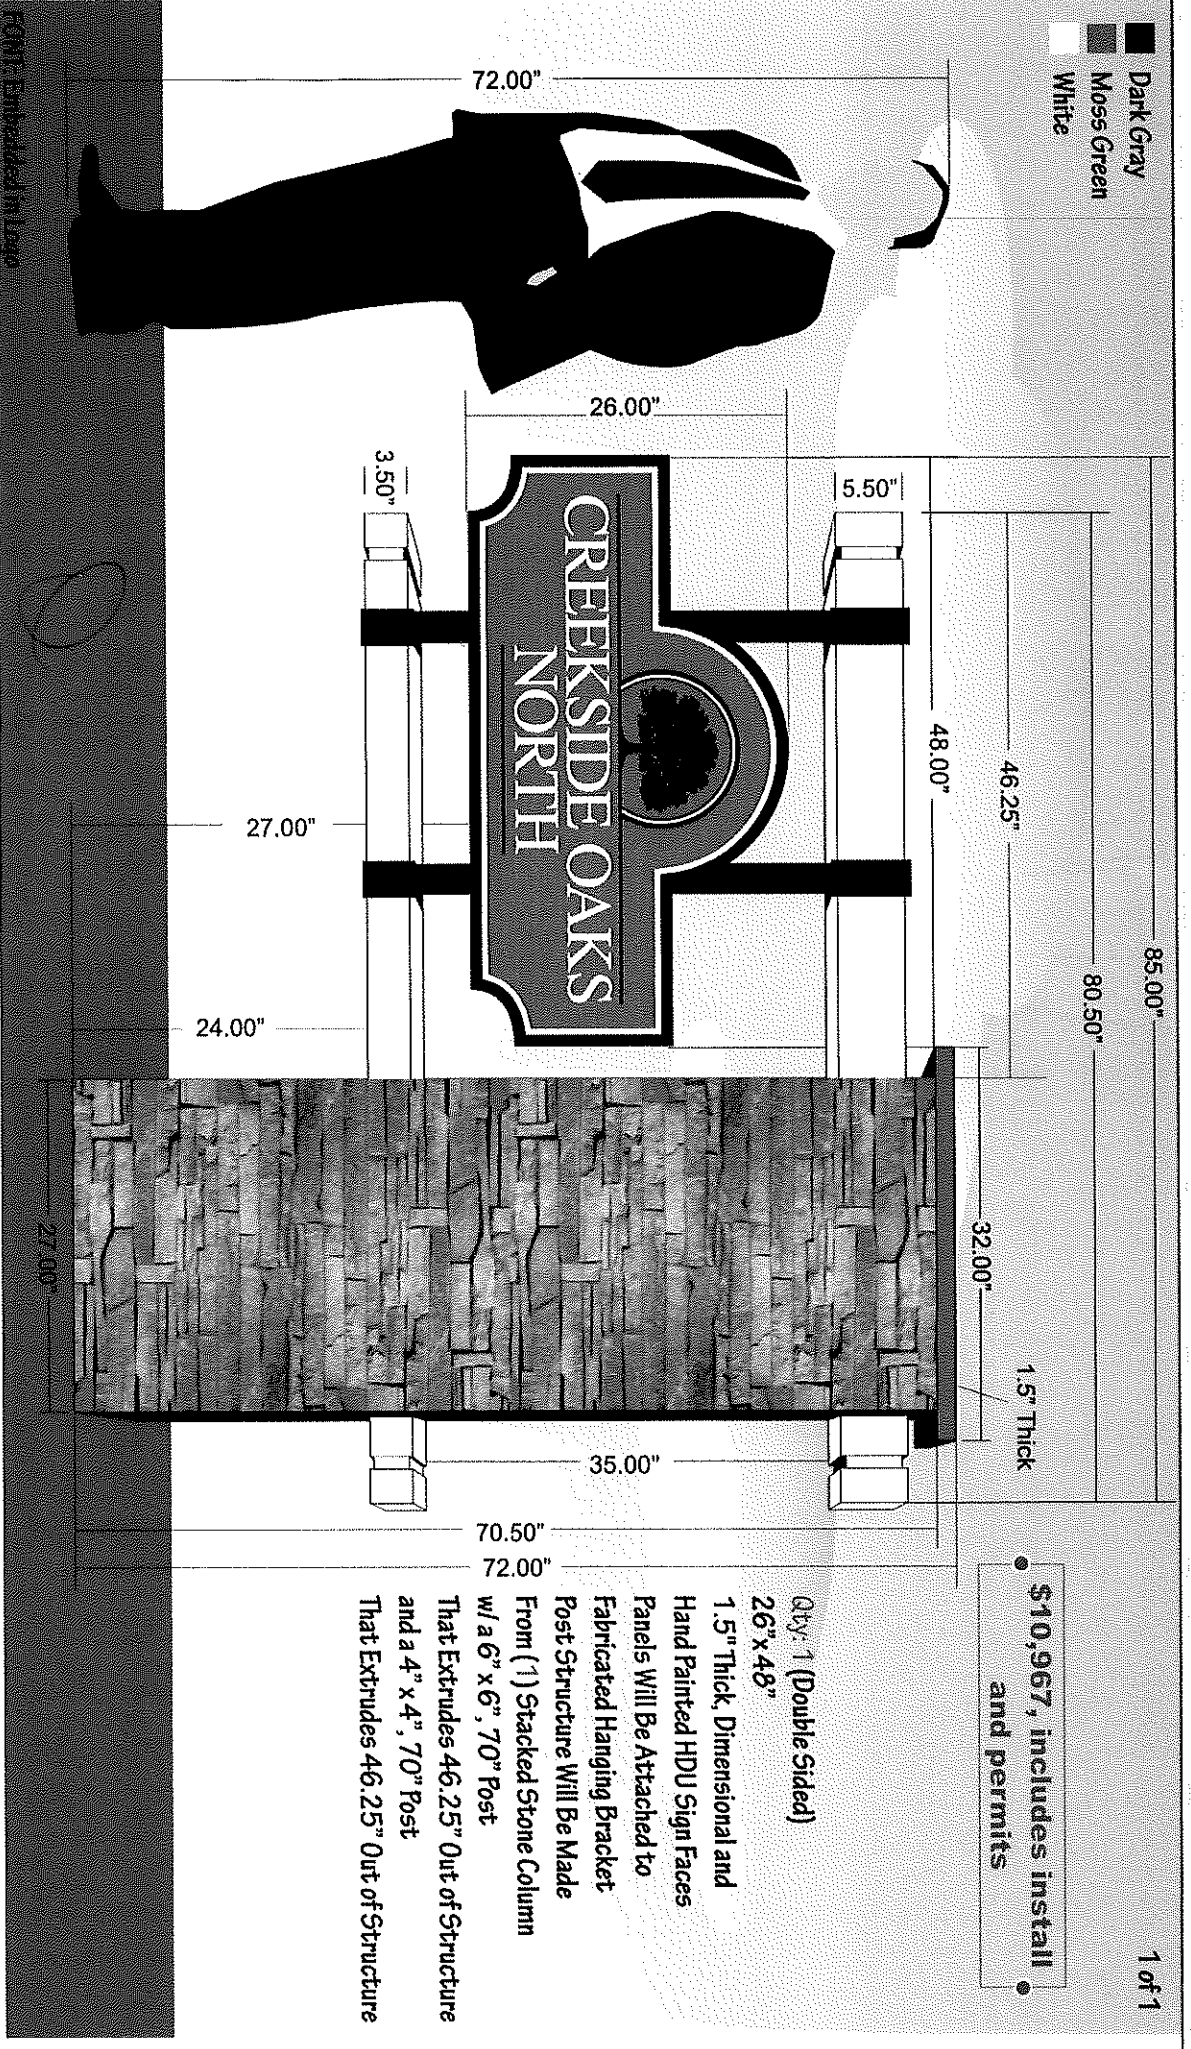 1 of 1
Dark Gray
Moss Green
White
$10,967, includes install
and permits
85.00"
80.50"
46.25"
48.00"
32.00"
1.5" Thick
72.00"
26.00"
5.50"
3.50"
CREEKSIDE OAKS
NORTH
27.00"
24.00"
27.00"
35.00"
70.50"
72.00"
Qty: 1 (Double Sided)
26"x48"
1.5" Thick, Dimensional and
Hand Painted HDU Sign Faces
Panels Will Be Attached to
Fabricated Hanging Bracket
Post Structure Will Be Made
From (1) Stacked Stone Column
w/ a 6" x 6", 70" Post
That Extrudes 46.25" Out of Structure
and a 4" x 4", 70" Post
That Extrudes 46.25" Out of Structure
FONT: Embedded in Logo